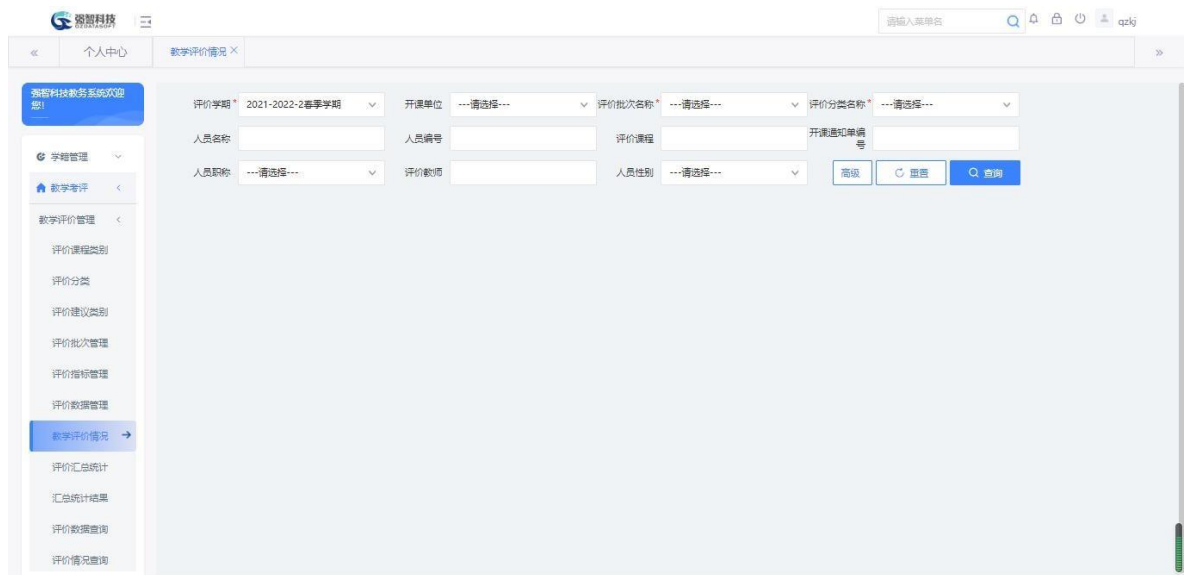 强智科技
QZDATASOFT
请输入菜单名
qzkj
个人中心
教学评价情况
强智科技教务系统欢迎
您!
评价学期* 2021-2022-2春季学期 开课单位 ---请选择--- 评价批次名称* ---请选择--- 评价分类名称* ---请选择---
人员名称 人员编号 评价课程 开课通知单编
号
人员职称 ---请选择--- 评价教师 人员性别 ---请选择--- 高级 重置 查询
学籍管理
教学考评
教学评价管理
评价课程类别
评价分类
评价建议类别
评价批次管理
评价指标管理
评价数据管理
教学评价情况
评价汇总统计
汇总统计结果
评价数据查询
评价情况查询